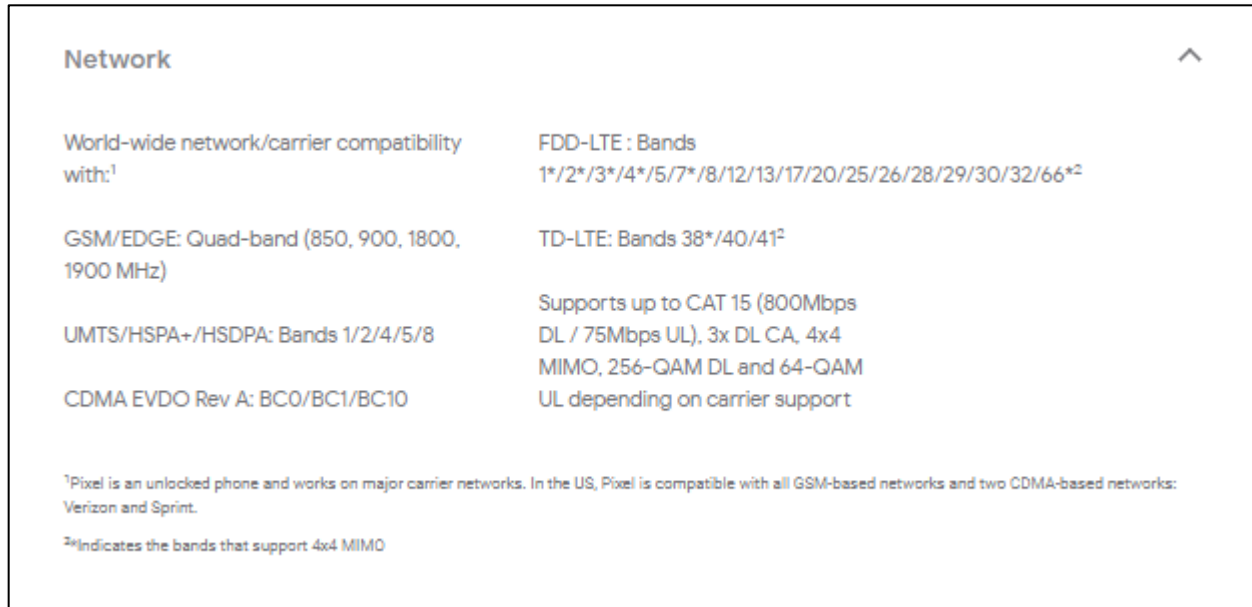 Network
World-wide network/carrier compatibility
with:¹
GSM/EDGE: Quad-band (850, 900, 1800,
1900 MHz)
UMTS/HSPA+/HSDPA: Bands 1/2/4/5/8
CDMA EVDO Rev A: BC0/BC1/BC10
FDD-LTE : Bands
1*/2*/3*/4*/5/7*/8/12/13/17/20/25/26/28/29/30/32/66*²
TD-LTE: Bands 38*/40/41²
Supports up to CAT 15 (800Mbps
DL / 75Mbps UL), 3x DL CA, 4x4
MIMO, 256-QAM DL and 64-QAM
UL depending on carrier support
¹Pixel is an unlocked phone and works on major carrier networks. In the US, Pixel is compatible with all GSM-based networks and two CDMA-based networks:
Verizon and Sprint.
²*Indicates the bands that support 4x4 MIMO